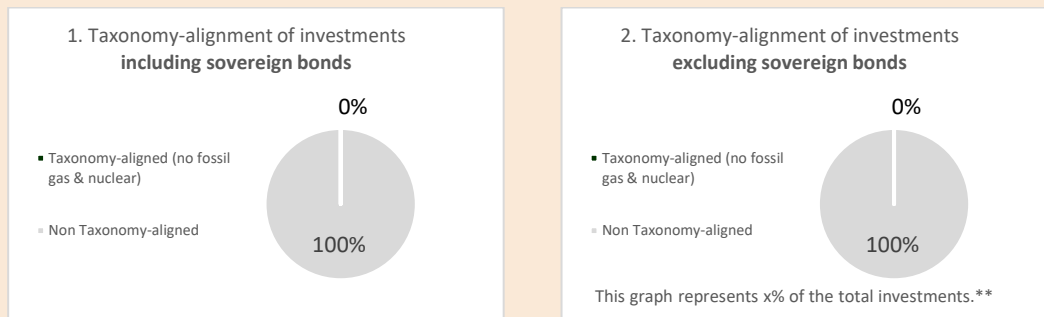 1. Taxonomy-alignment of investments
including sovereign bonds
0%
Taxonomy-aligned (no fossil
gas & nuclear)
Non Taxonomy-aligned
100%
2. Taxonomy-alignment of investments
excluding sovereign bonds
0%
Taxonomy-aligned (no fossil
gas & nuclear)
Non Taxonomy-aligned
100%
This graph represents x% of the total investments.**